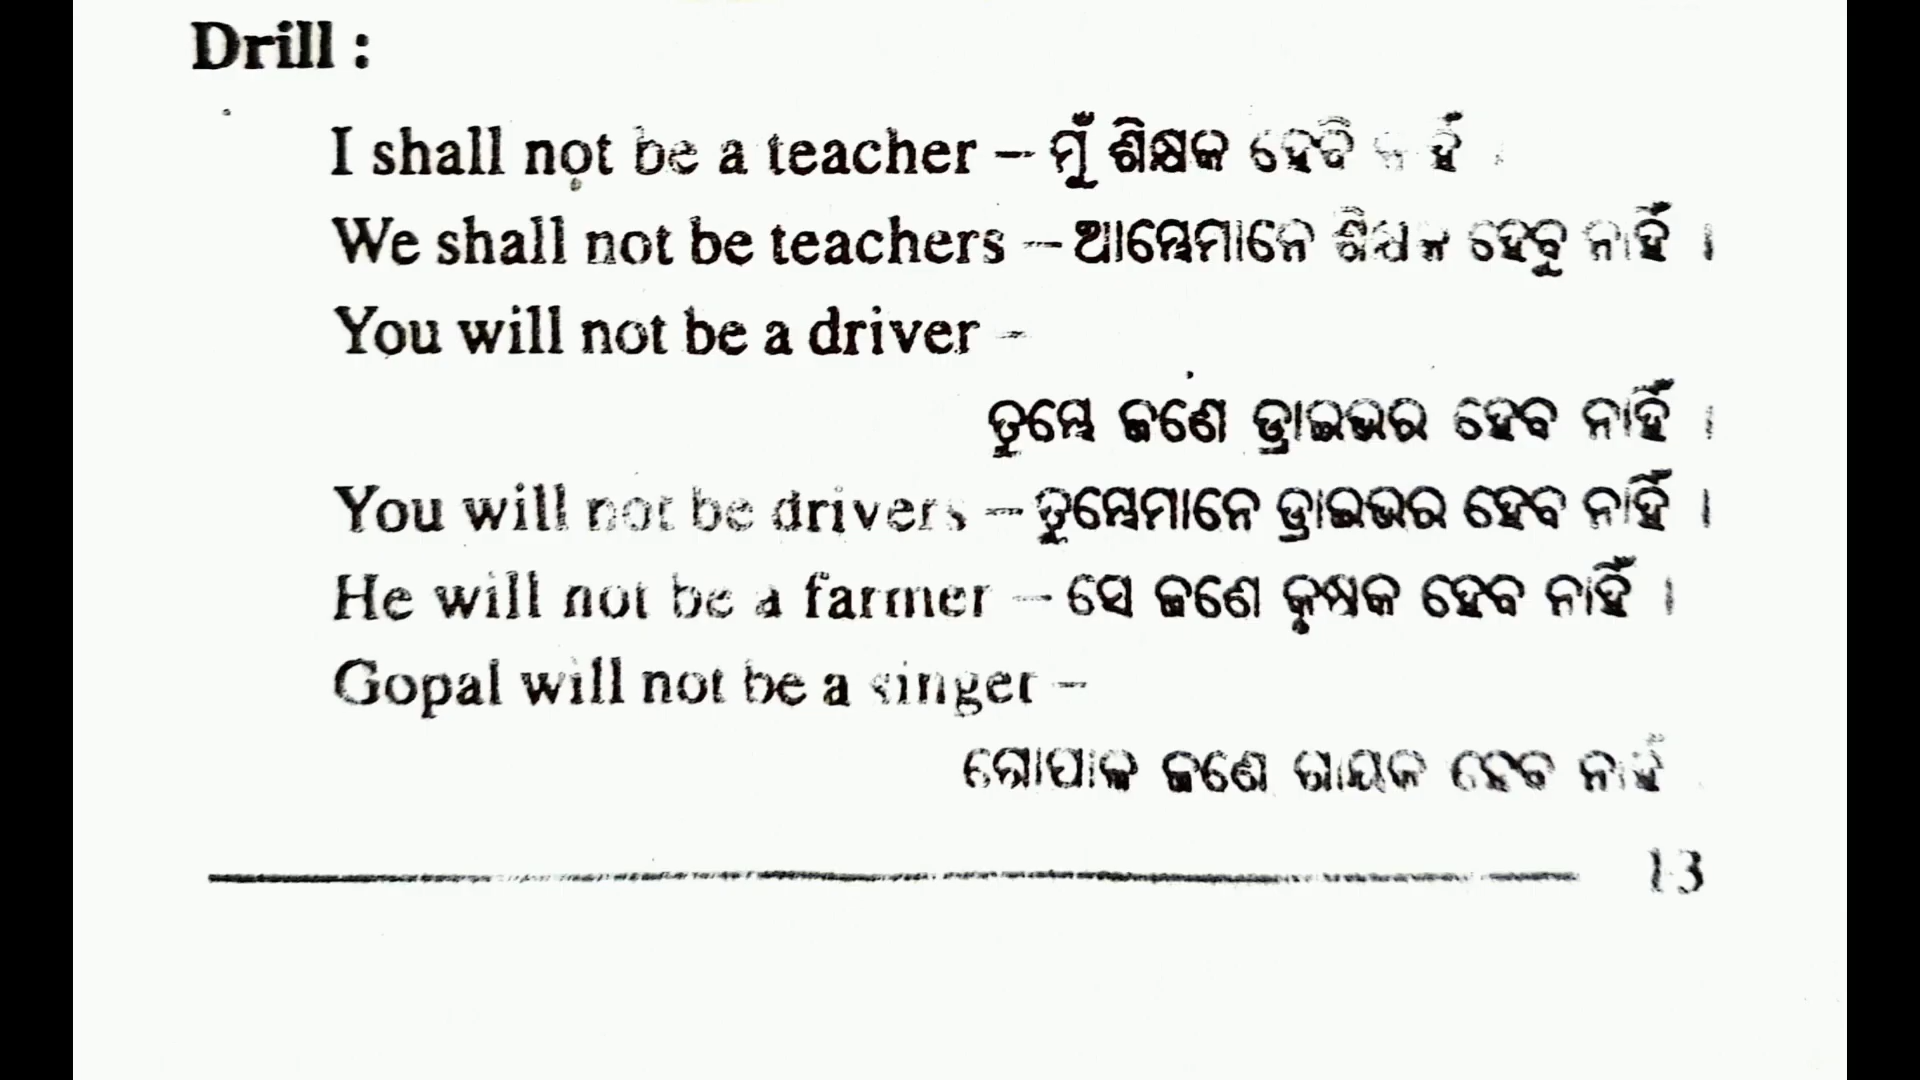 Drill :
I shall not be a teacher – ମୁଁ ଶିକ୍ଷକ ହେବି ନାହିଁ ।
We shall not be teachers – ଆମ୍ଭେମାନେ ଶିକ୍ଷକ ହେବୁ ନାହିଁ ।
You will not be a driver –
ତୁମ୍ଭେ ଜଣେ ଡ୍ରାଇଭର ହେବ ନାହିଁ ।
You will not be drivers – ତୁମ୍ଭେମାନେ ଡ୍ରାଇଭର ହେବ ନାହିଁ ।
He will not be a farmer – ସେ ଜଣେ କୃଷକ ହେବ ନାହିଁ ।
Gopal will not be a singer –
ଗୋପାଳ ଜଣେ ଗାୟକ ହେବ ନାହିଁ
13